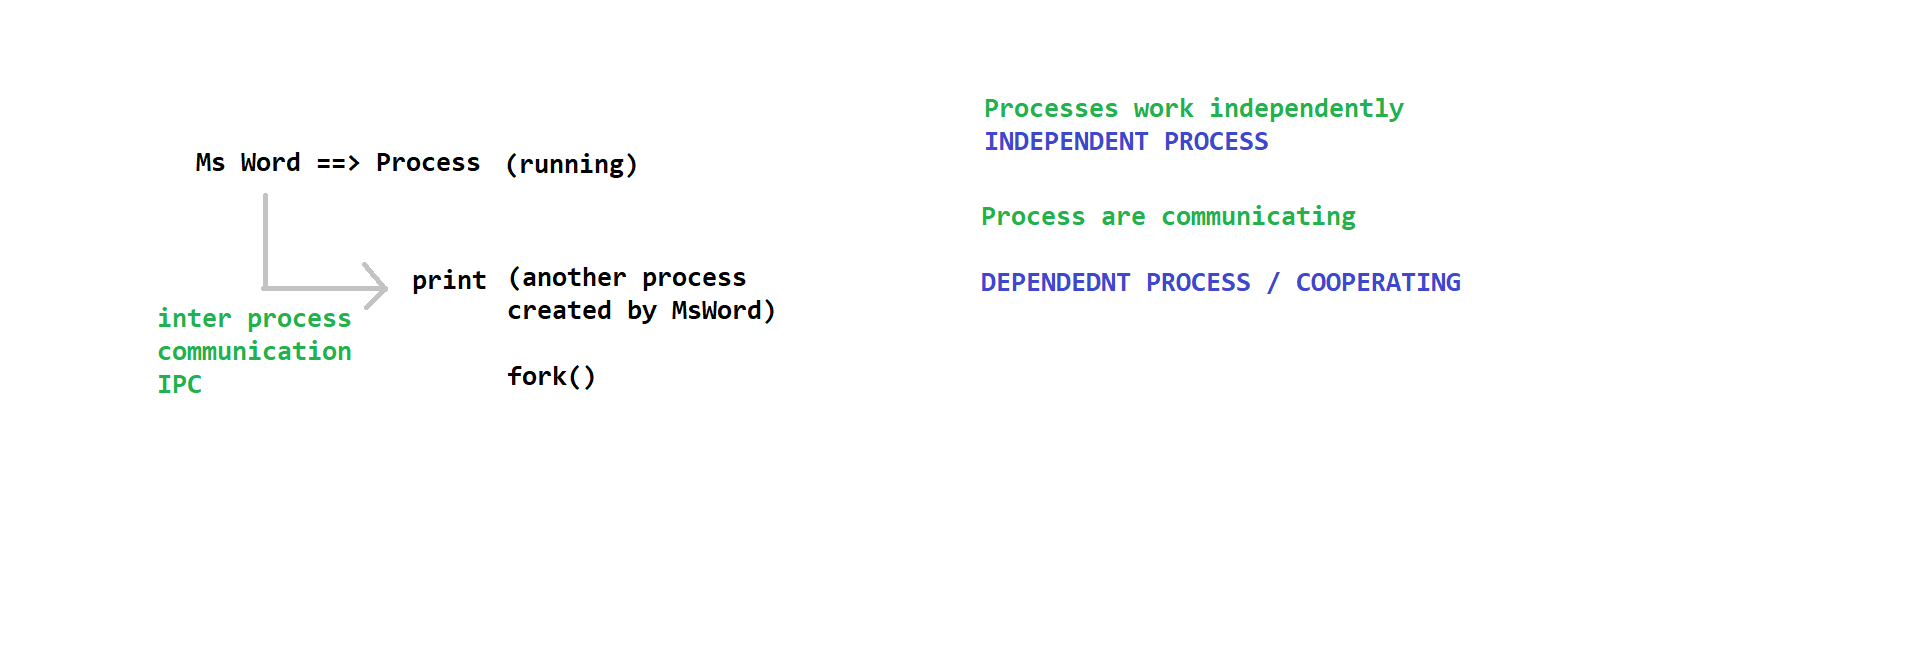 Ms Word ==> Process (running)
print (another process
created by MsWord)
fork()
inter process
communication
IPC
Processes work independently
INDEPENDENT PROCESS
Process are communicating
DEPENDEDNT PROCESS / COOPERATING